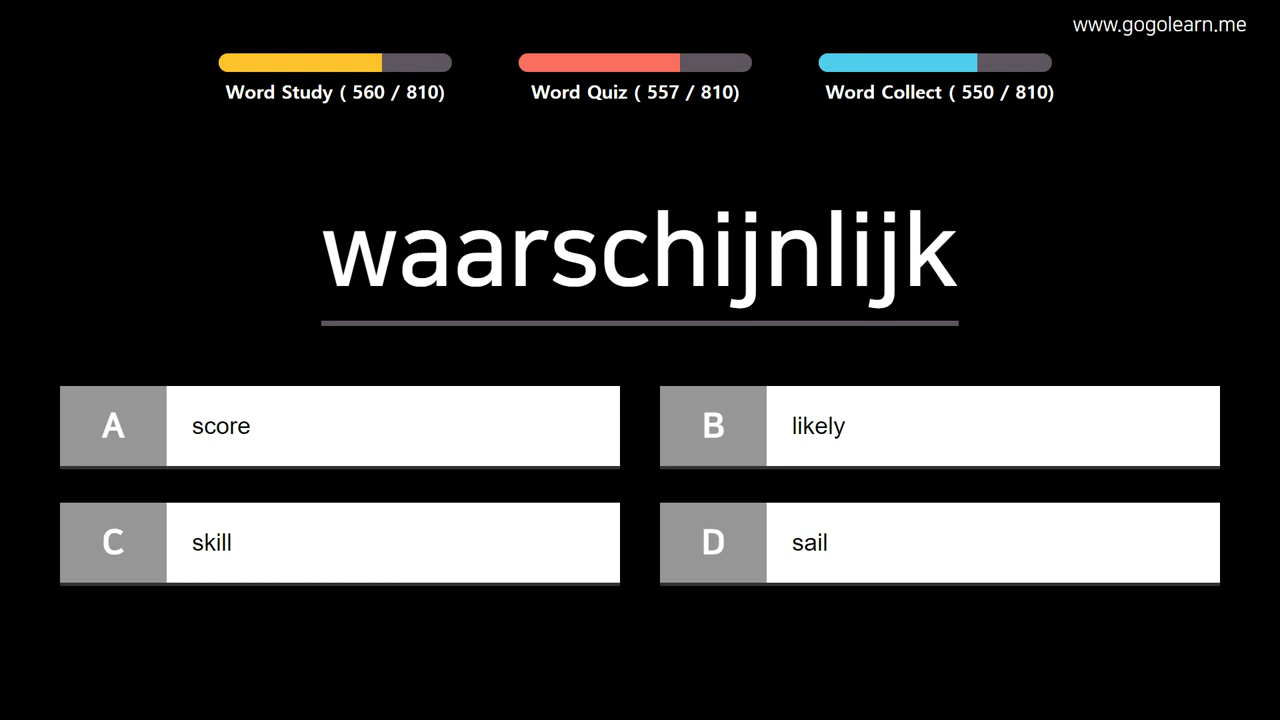 www.gogolearn.me
Word Study ( 560 / 810)
Word Quiz ( 557 / 810)
Word Collect ( 550 / 810)
waarschijnlijk
A score
B likely
C skill
D sail